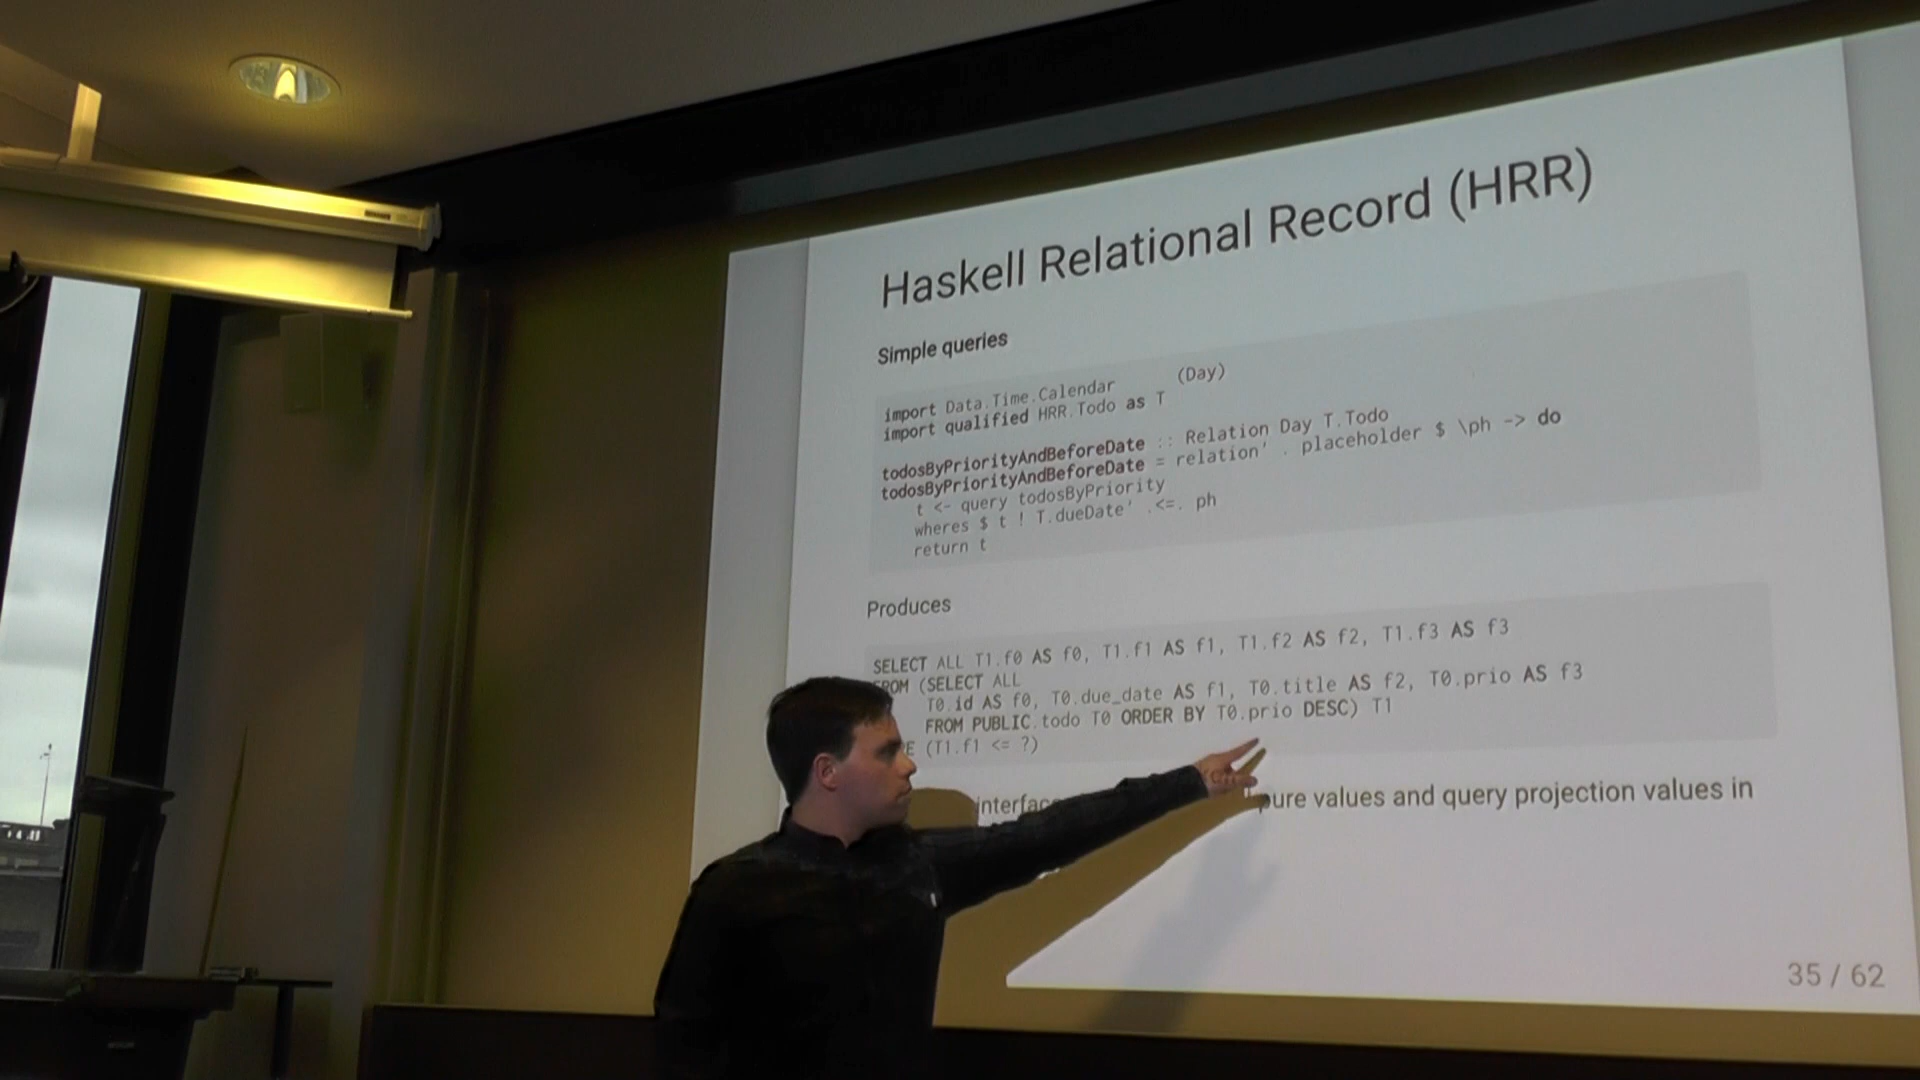 Haskell Relational Record (HRR)
Simple queries
import Data.Time.Calendar (Day)
import qualified HRR.Todo as T
todosByPriorityAndBeforeDate :: Relation Day T.Todo
todosByPriorityAndBeforeDate = relation' . placeholder $ \ph -> do
t <- query todosByPriority
wheres $ t ! T.dueDate' .<=. ph
return t
Produces
SELECT ALL T1.f0 AS f0, T1.f1 AS f1, T1.f2 AS f2, T1.f3 AS f3
FROM (SELECT ALL
T0.id AS f0, T0.due_date AS f1, T0.title AS f2, T0.prio AS f3
FROM PUBLIC.todo T0 ORDER BY T0.prio DESC) T1
(T1.f1 <= ?)
pure values and query projection values in
35 / 62